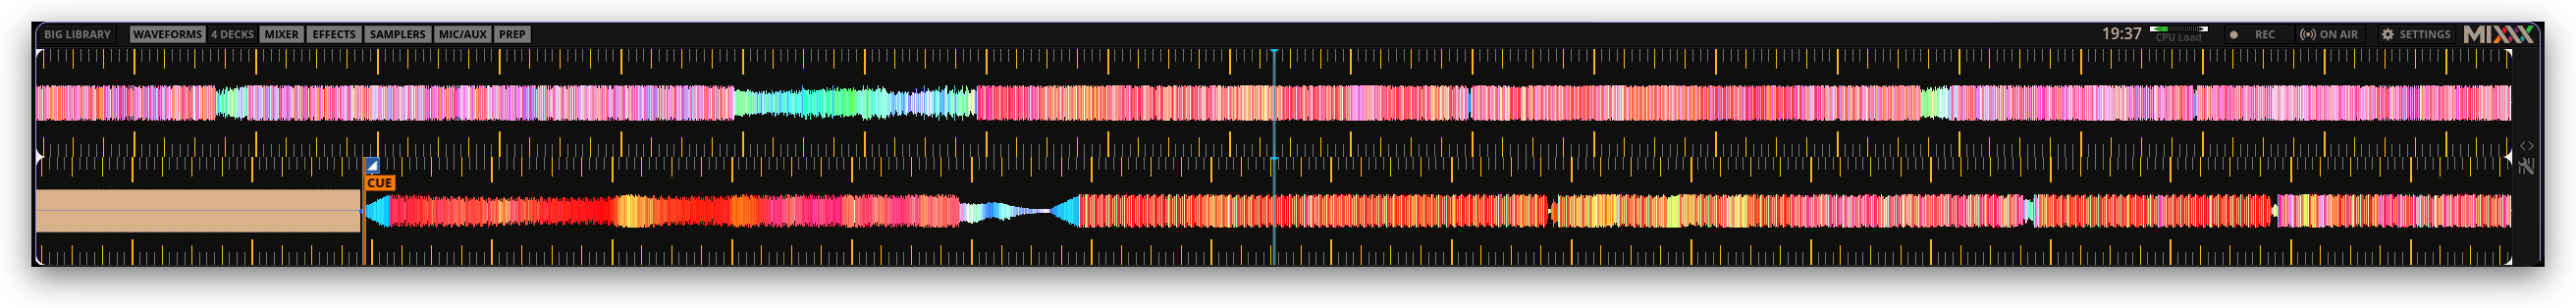 BIG LIBRARY WAVEFORMS 4 DECKS MIXER EFFECTS SAMPLERS MIC/AUX PREP 19:37 CPU Load REC ON AIR SETTINGS MIXXX
CUE